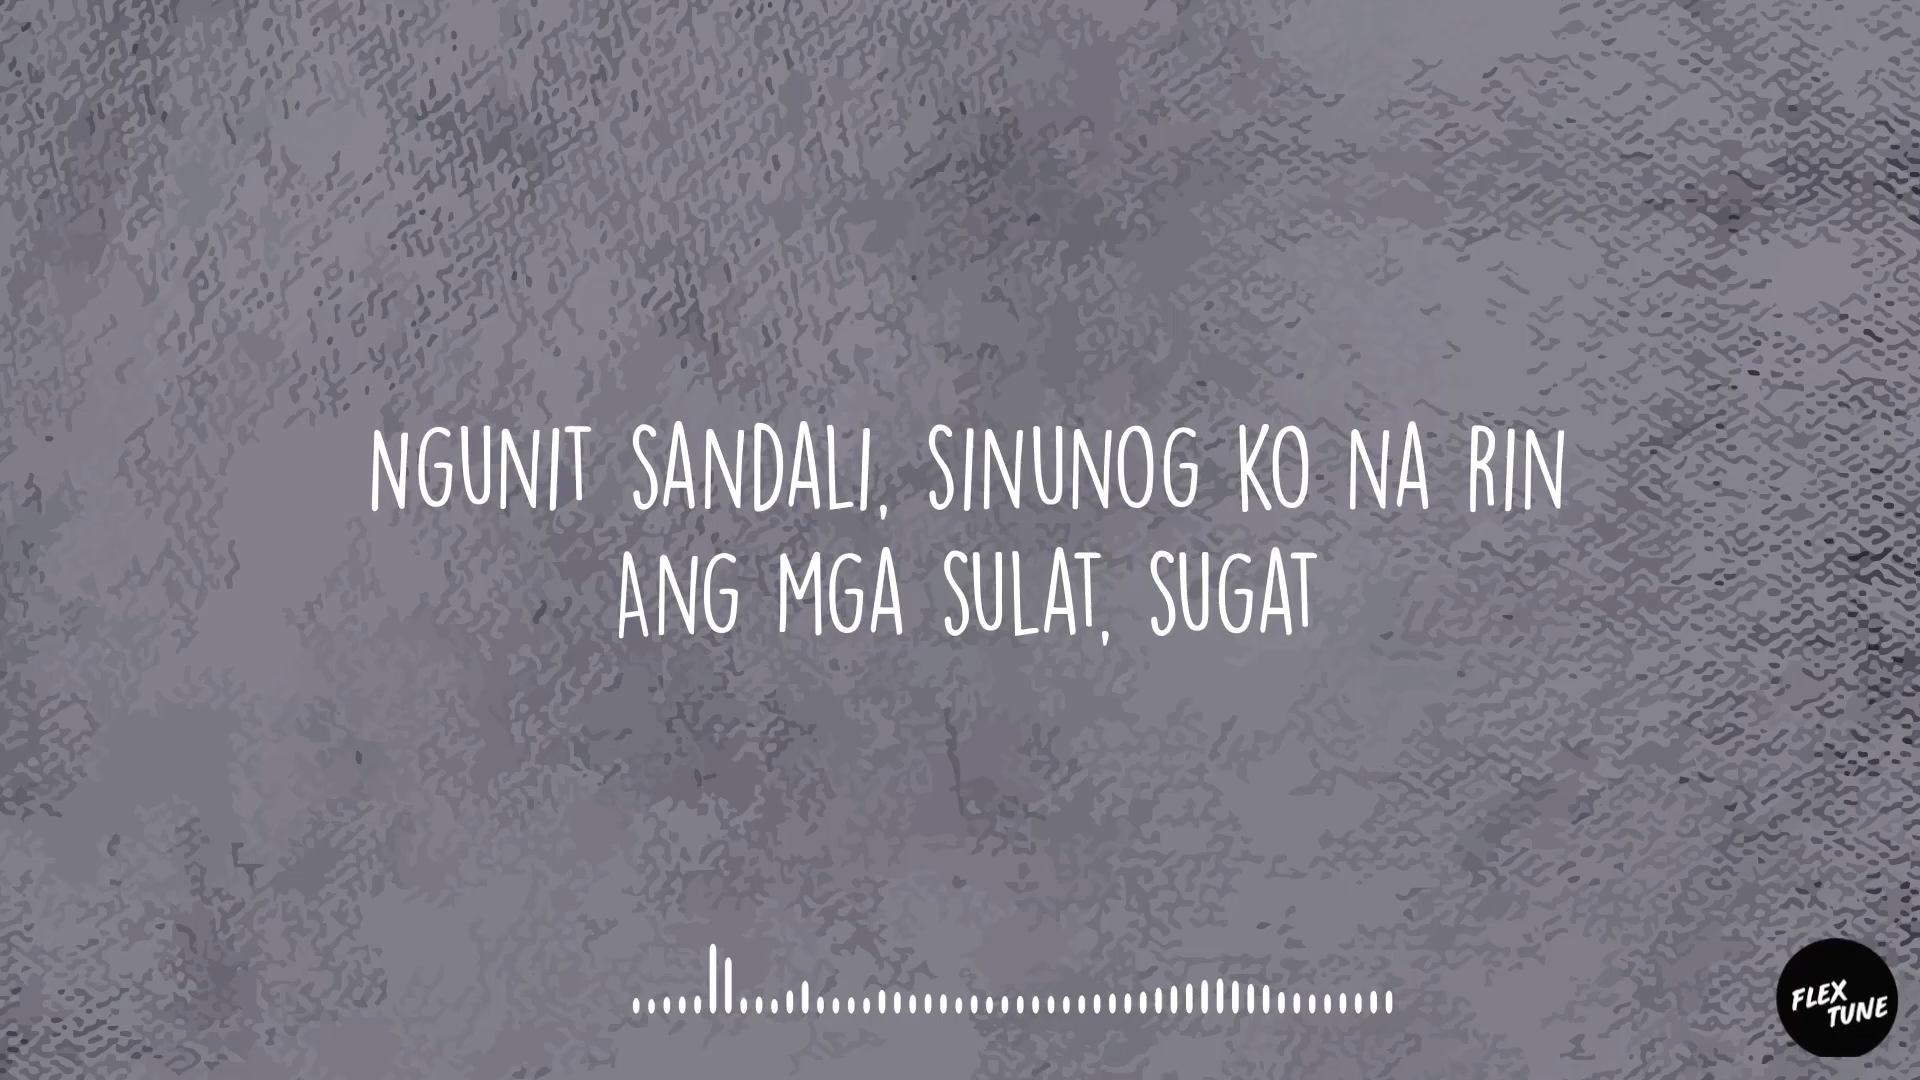 NGUNIT SANDALI, SINUNOG KO NA RIN
ANG MGA SULAT, SUGAT
FLEX
TUNE